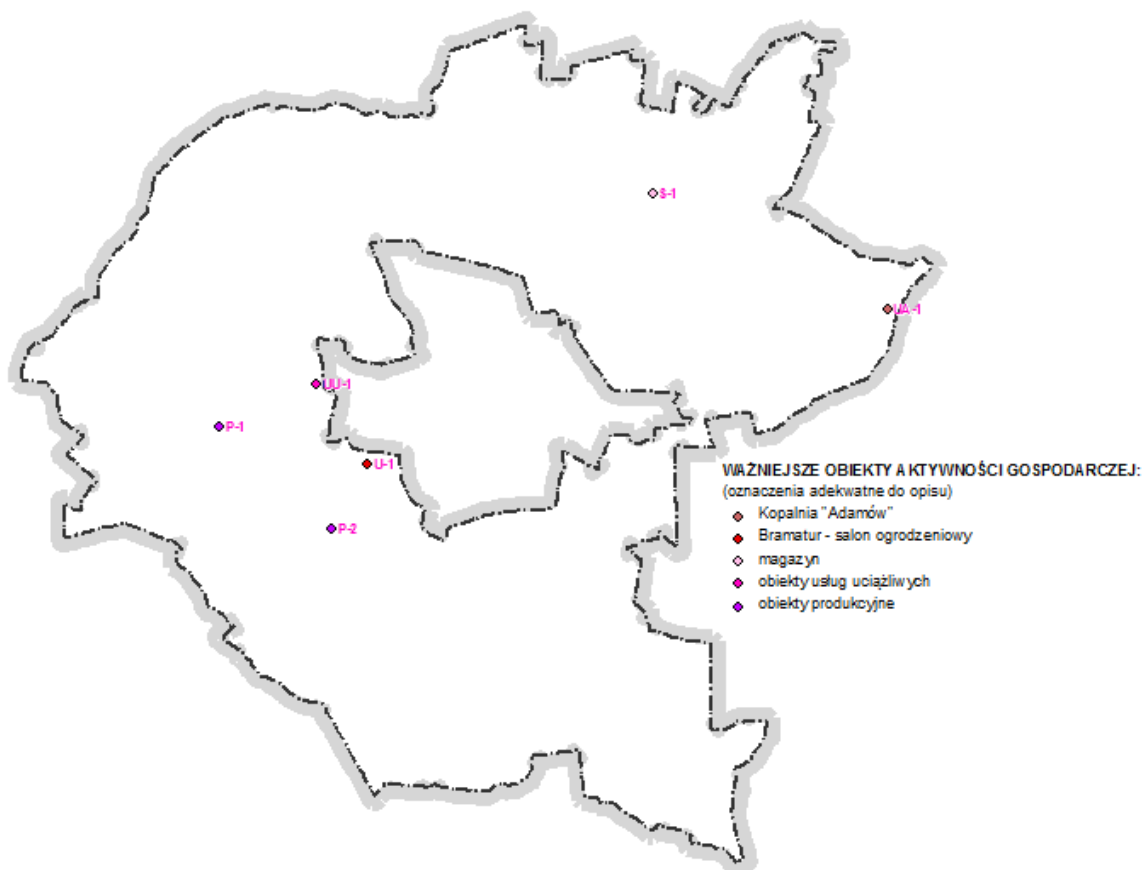 S-1
UA-1
UU-1
P-1
U-1
P-2
WAŻNIEJSZE OBIEKTY AKTYWNOŚCI GOSPODARCZEJ:
(oznaczenia adekwatne do opisu)
Kopalnia "Adamów"
Bramatur - salon ogrodzeniowy
magazyn
obiekty usług uciążliwych
obiekty produkcyjne